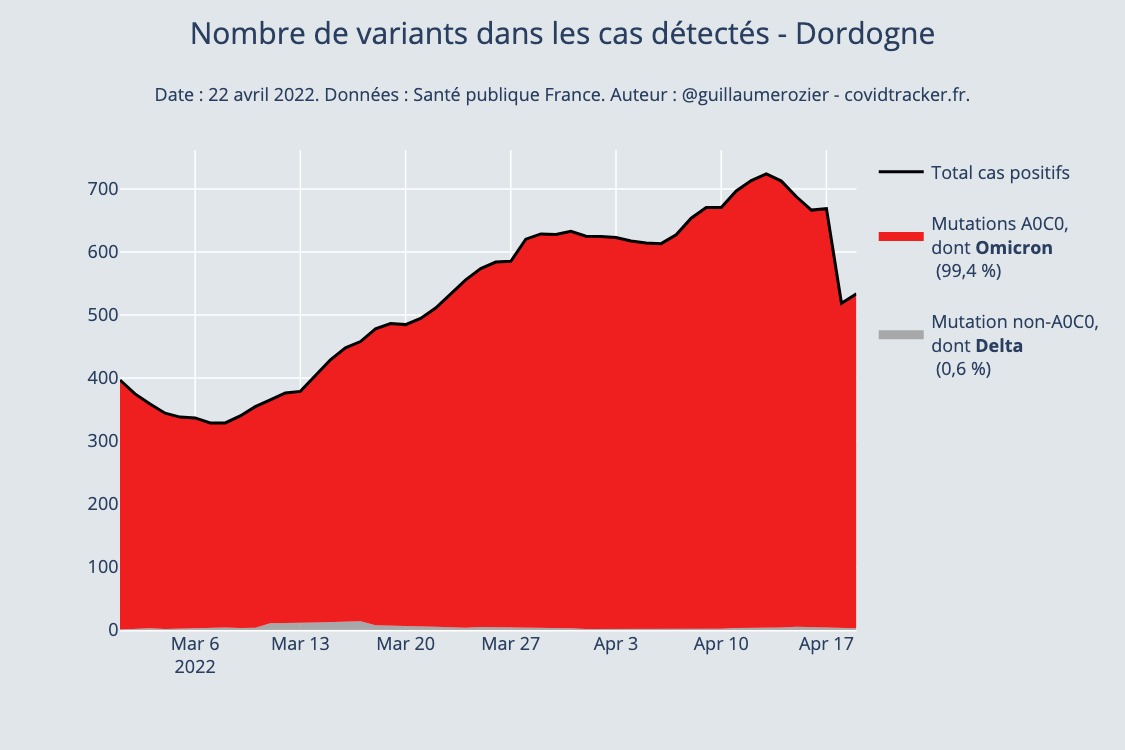 Nombre de variants dans les cas détectés - Dordogne
Date : 22 avril 2022. Données : Santé publique France. Auteur : @guillaumerozier - covidtracker.fr.
700
600
500
400
300
200
100
0
Mar 6
2022
Mar 13
Mar 20
Mar 27
Apr 3
Apr 10
Apr 17
Total cas positifs
Mutations A0C0,
dont Omicron
(99,4 %)
Mutation non-A0C0,
dont Delta
(0,6 %)